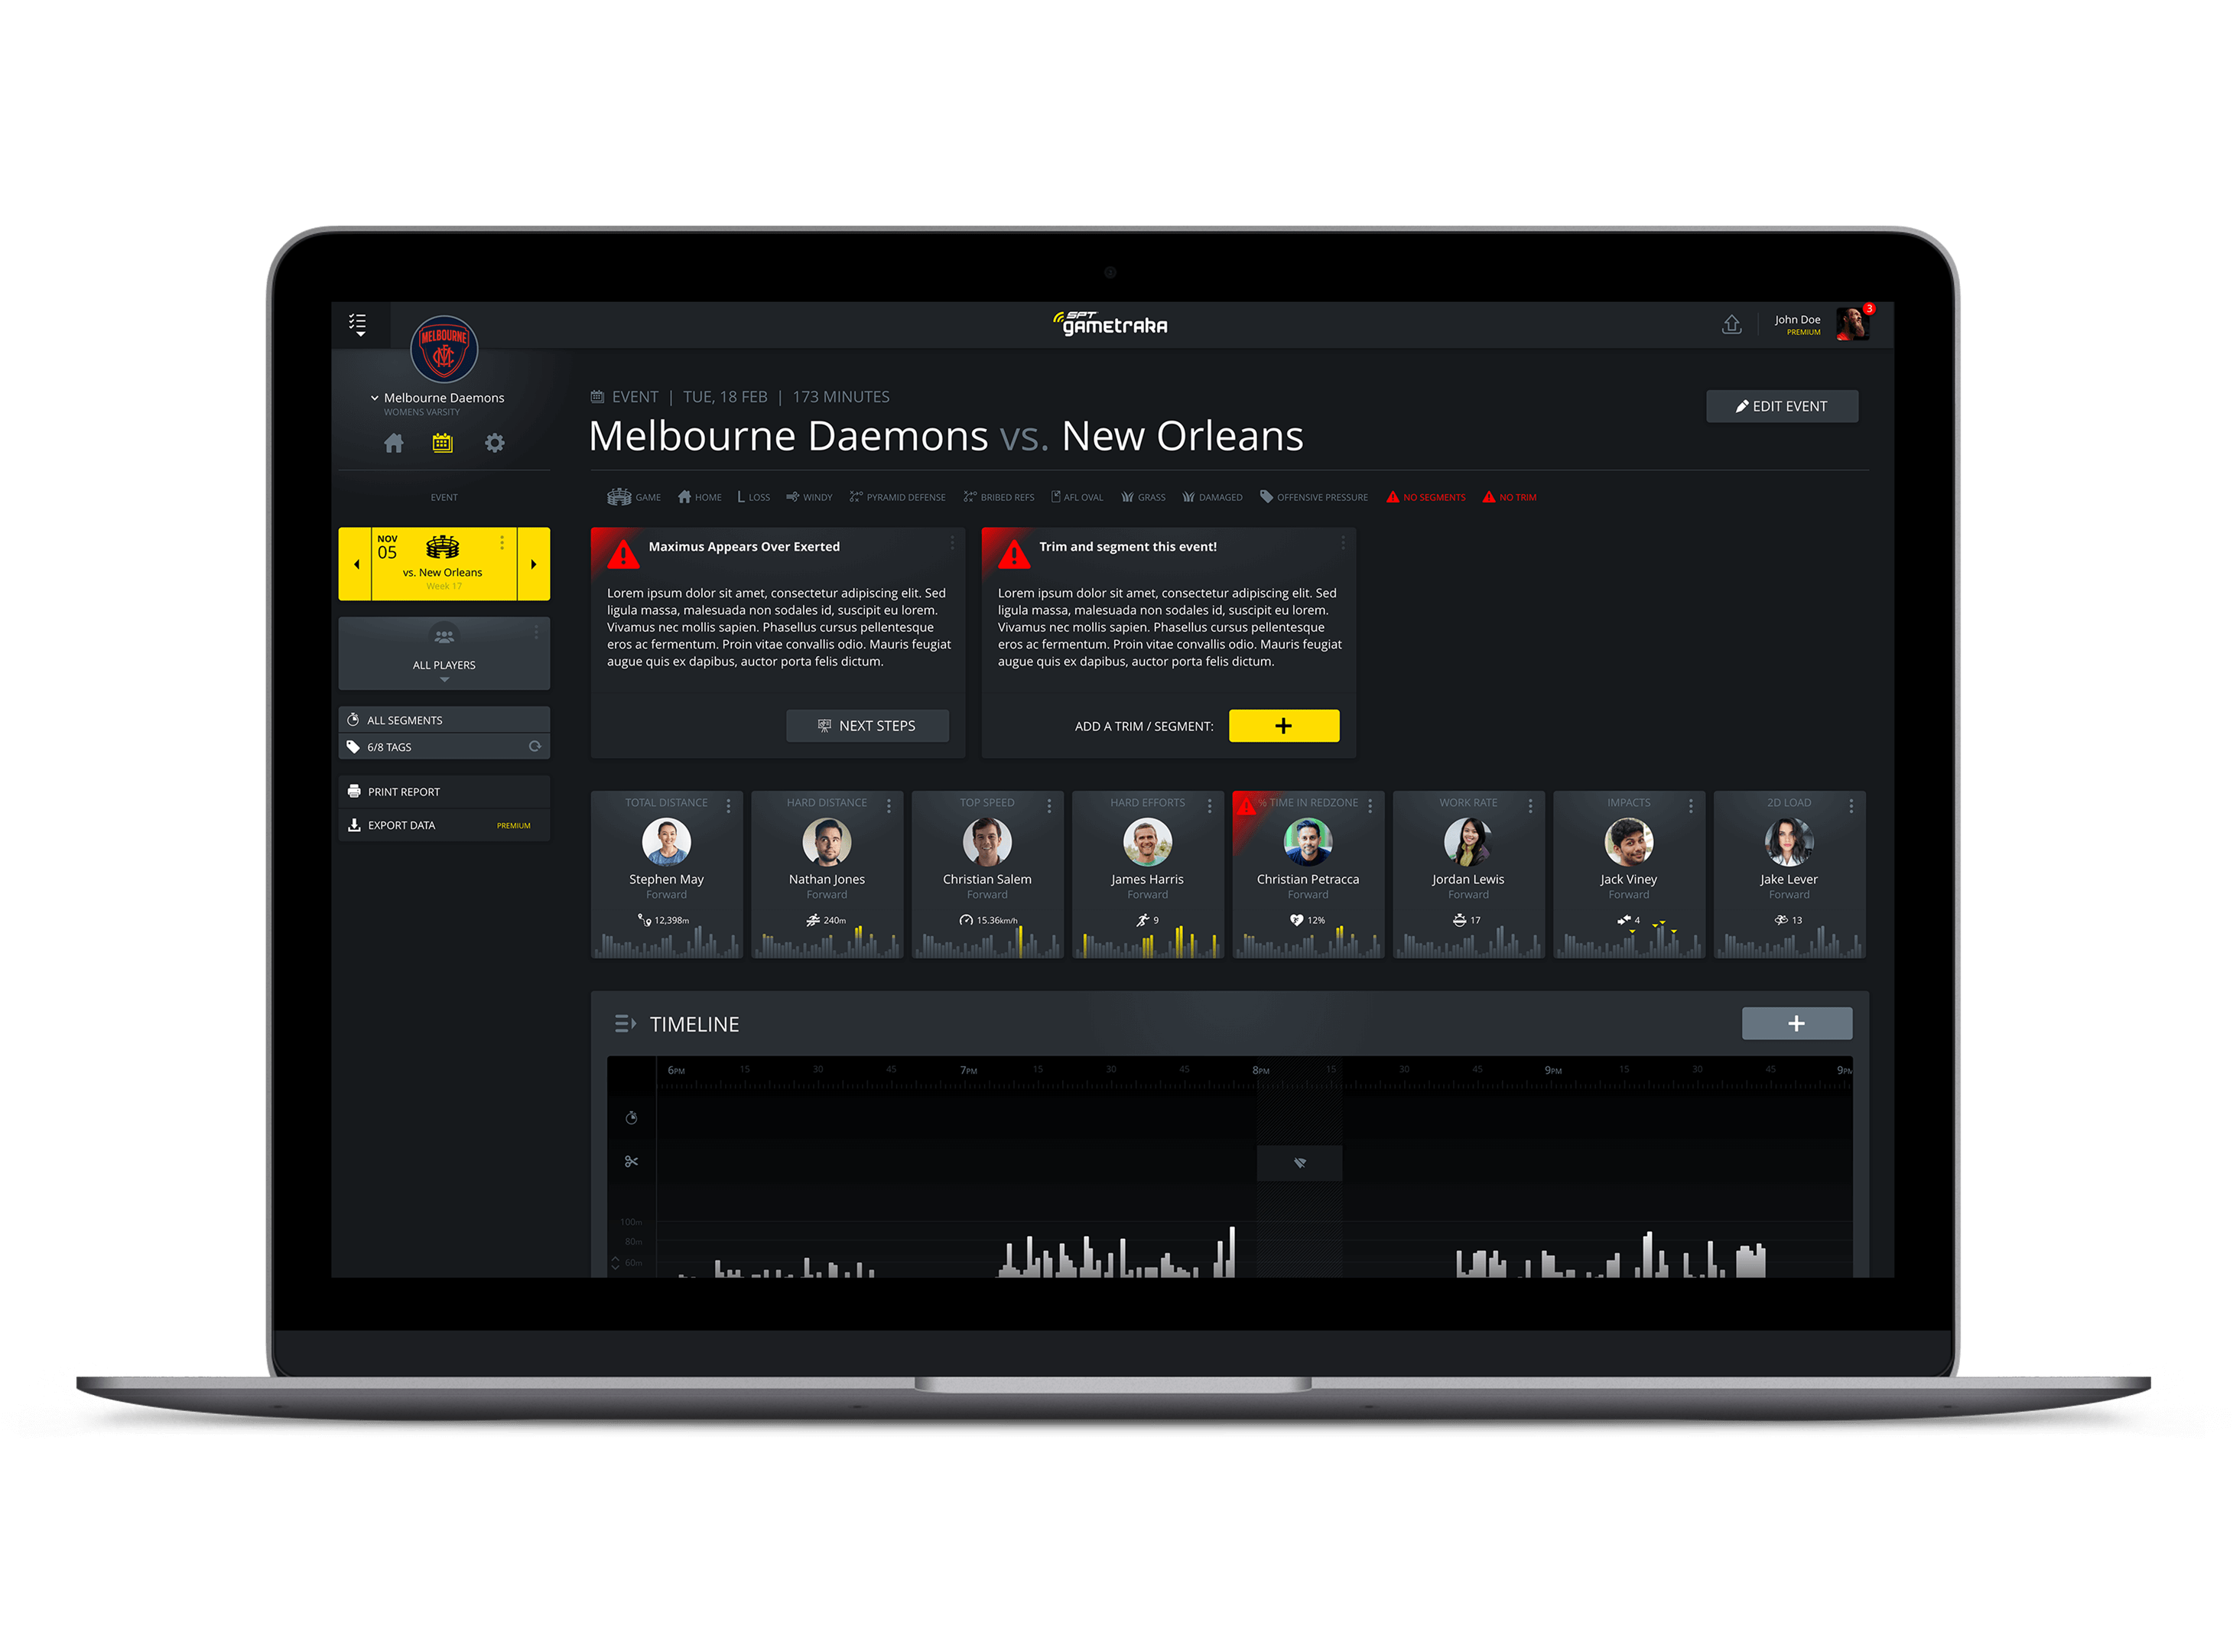 SPT
gametraka
John Doe
PREMIUM
3
MELBOURNE
Melbourne Daemons
WOMENS VARSITY
EVENT
NOV
05
vs. New Orleans
Week 17
ALL PLAYERS
ALL SEGMENTS
6/8 TAGS
PRINT REPORT
EXPORT DATA PREMIUM
EVENT | TUE, 18 FEB | 173 MINUTES
Melbourne Daemons vs. New Orleans
EDIT EVENT
GAME HOME L LOSS WINDY PYRAMID DEFENSE BRIBED REFS AFL OVAL GRASS DAMAGED OFFENSIVE PRESSURE NO SEGMENTS NO TRIM
Maximus Appears Over Exerted
Lorem ipsum dolor sit amet, consectetur adipiscing elit. Sed
ligula massa, malesuada non sodales id, suscipit eu lorem.
Vivamus nec mollis sapien. Phasellus cursus pellentesque
eros ac fermentum. Proin vitae convallis odio. Mauris feugiat
augue quis ex dapibus, auctor porta felis dictum.
NEXT STEPS
Trim and segment this event!
Lorem ipsum dolor sit amet, consectetur adipiscing elit. Sed
ligula massa, malesuada non sodales id, suscipit eu lorem.
Vivamus nec mollis sapien. Phasellus cursus pellentesque
eros ac fermentum. Proin vitae convallis odio. Mauris feugiat
augue quis ex dapibus, auctor porta felis dictum.
ADD A TRIM / SEGMENT: +
TOTAL DISTANCE
Stephen May
Forward
12,398m
HARD DISTANCE
Nathan Jones
Forward
240m
TOP SPEED
Christian Salem
Forward
15.36km/h
HARD EFFORTS
James Harris
Forward
9
% TIME IN REDZONE
Christian Petracca
Forward
12%
WORK RATE
Jordan Lewis
Forward
17
IMPACTS
Jack Viney
Forward
4
2D LOAD
Jake Lever
Forward
13
TIMELINE
+
6PM 15 30 45 7PM 15 30 45 8PM 15 30 45 9PM 15 30 45 9PM
100m
80m
60m